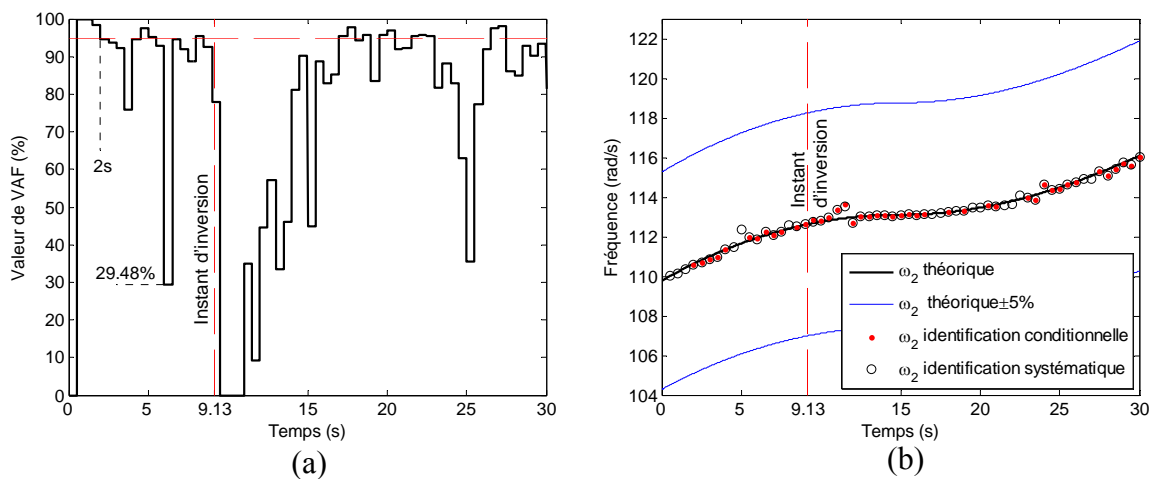 100
90
80
70
60
50
40
30
20
10
0
Valeur de VAF (%)
2s
29.48%
Instant d'inversion
0
5
9.13
15
20
25
30
Temps (s)
(a)
122
120
118
116
114
112
110
108
106
104
Fréquence (rad/s)
Instant
d'inversion
ω2 théorique
ω2 théorique±5%
ω2 identification conditionnelle
ω2 identification systématique
0
5
9.13
15
20
25
30
Temps (s)
(b)